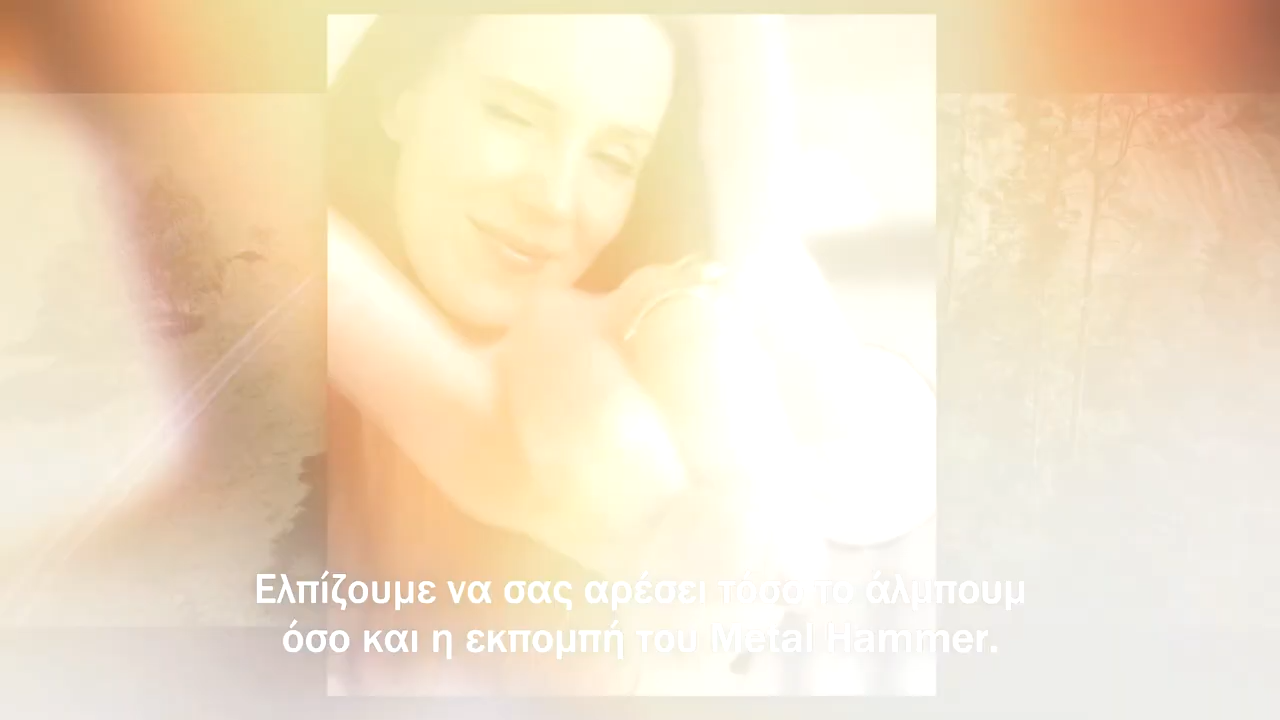 Ελπίζουμε να σας αρέσει τόσο το άλμπουμ
όσο και η εκπομπή του Metal Hammer.